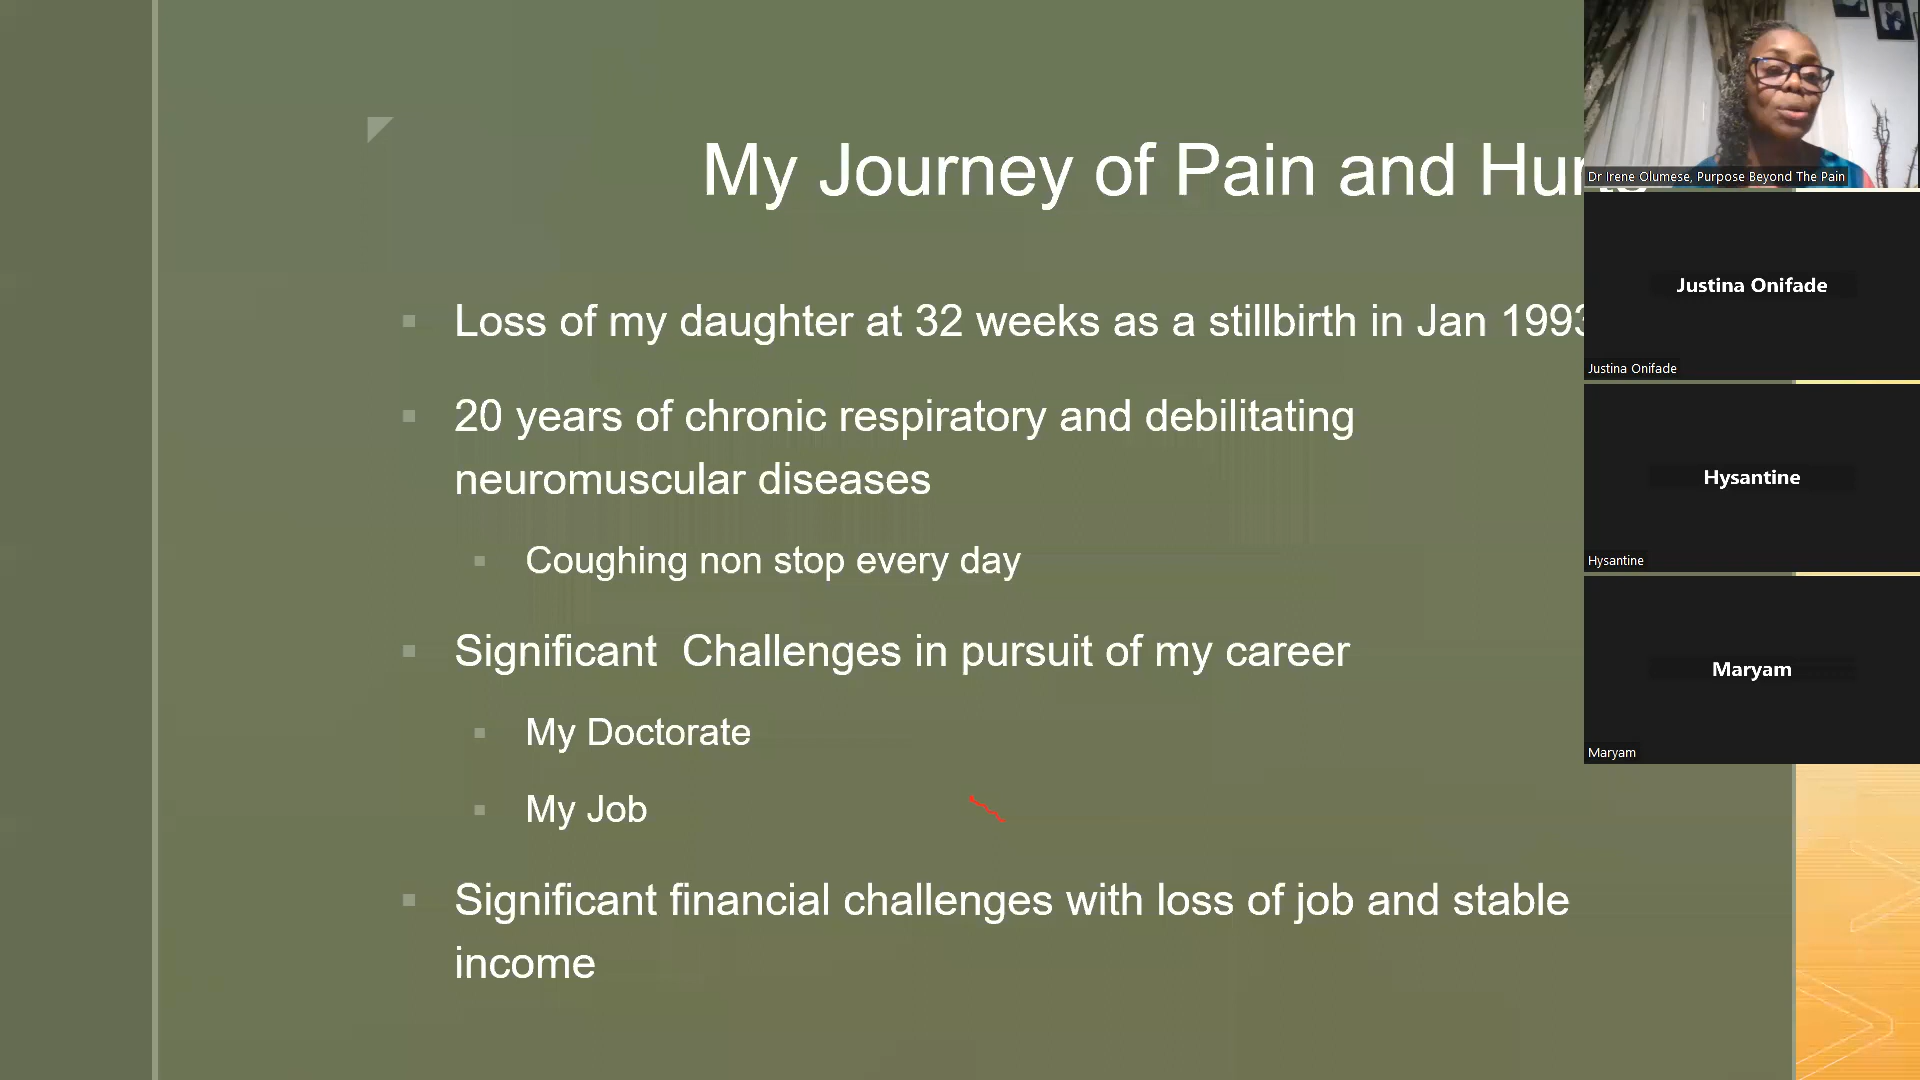 My Journey of Pain and
Loss of my daughter at 32 weeks as a stillbirth in Jan 1993
20 years of chronic respiratory and debilitating
neuromuscular diseases
Coughing non stop every day
Significant  Challenges in pursuit of my career
My Doctorate
My Job
Significant financial challenges with loss of job and stable
income
Dr Irene Olumese, Purpose Beyond The Pain
Justina Onifade
Justina Onifade
Hysantine
Hysantine
Maryam
Maryam